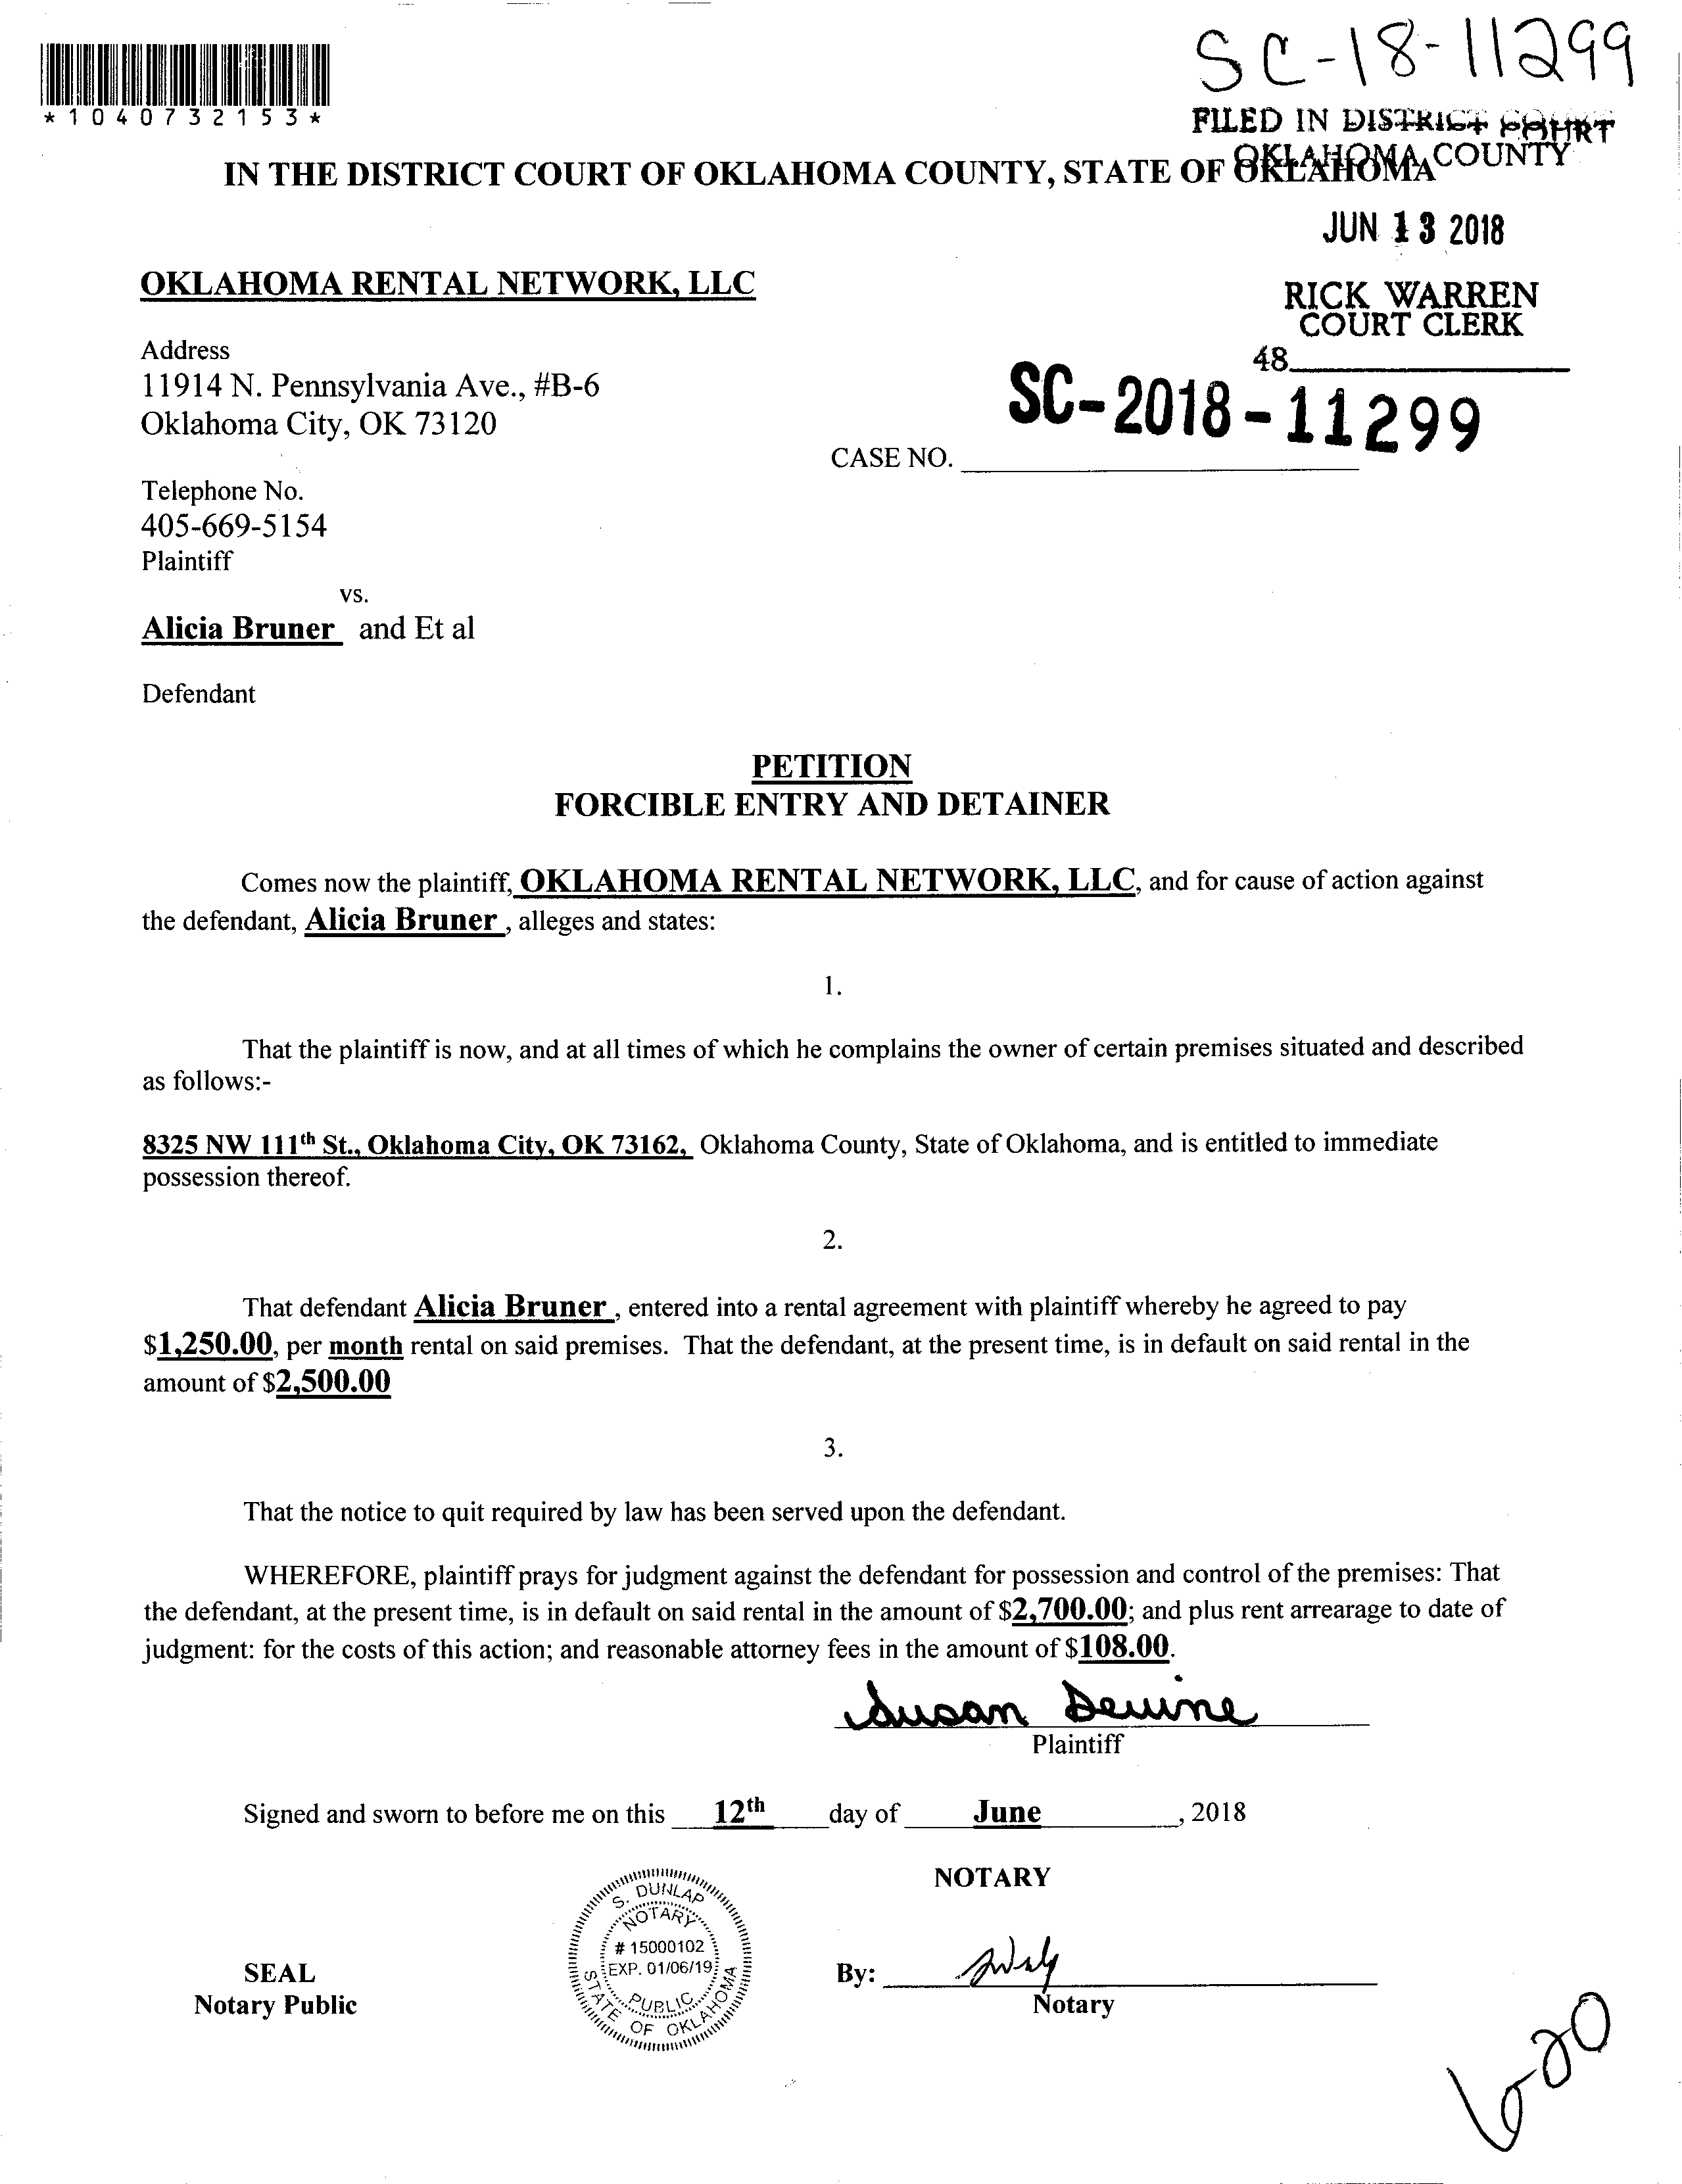 SC-18-11299
*1040732153*
FILED IN DISTRICT COURT
OKLAHOMA COUNTY
IN THE DISTRICT COURT OF OKLAHOMA COUNTY, STATE OF OKLAHOMA
JUN 13 2018
OKLAHOMA RENTAL NETWORK, LLC
RICK WARREN
COURT CLERK
48
Address
11914 N. Pennsylvania Ave., #B-6
Oklahoma City, OK 73120
SC-2018-11299
CASE NO.
Telephone No.
405-669-5154
Plaintiff
vs.
Alicia Bruner and Et al
Defendant
PETITION
FORCIBLE ENTRY AND DETAINER
Comes now the plaintiff, OKLAHOMA RENTAL NETWORK, LLC, and for cause of action against
the defendant, Alicia Bruner , alleges and states:
1.
That the plaintiff is now, and at all times of which he complains the owner of certain premises situated and described
as follows:-
8325 NW 111th St., Oklahoma City, OK 73162, Oklahoma County, State of Oklahoma, and is entitled to immediate
possession thereof.
2.
That defendant Alicia Bruner , entered into a rental agreement with plaintiff whereby he agreed to pay
$1,250.00, per month rental on said premises. That the defendant, at the present time, is in default on said rental in the
amount of $2,500.00
3.
That the notice to quit required by law has been served upon the defendant.
WHEREFORE, plaintiff prays for judgment against the defendant for possession and control of the premises: That
the defendant, at the present time, is in default on said rental in the amount of $2,700.00; and plus rent arrearage to date of
judgment: for the costs of this action; and reasonable attorney fees in the amount of $108.00.
Susan Devine
Plaintiff
Signed and sworn to before me on this 12th day of June , 2018
NOTARY
S. DUNLAP
NOTARY
# 15000102
EXP. 01/06/19
PUBLIC
STATE OF OKLAHOMA
SEAL
Notary Public
By:
Notary
6-20